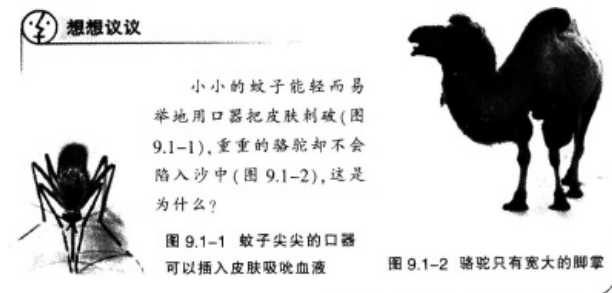 想想议议
小小的蚊子能轻而易
举地用口器把皮肤刺破(图
9.1-1),重重的骆驼却不会
陷入沙中(图 9.1-2),这是
为什么?
图 9.1-1 蚊子尖尖的口器
可以插入皮肤吸吮血液
图 9.1-2 骆驼只有宽大的脚掌